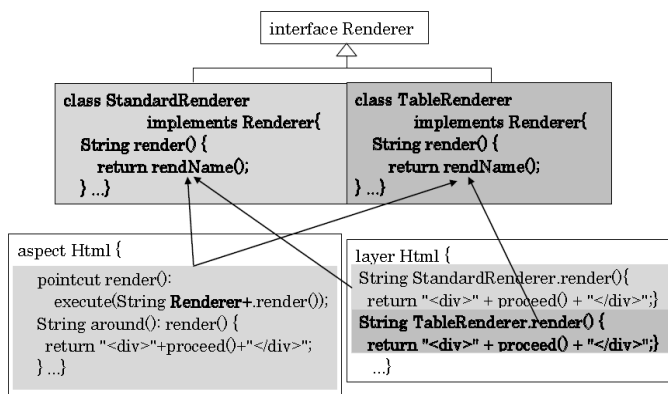 interface Renderer
class StandardRenderer
implements Renderer{
String render() {
return rendName();
} ...}
class TableRenderer
implements Renderer{
String render() {
return rendName();
} ...}
aspect Html {
pointcut render():
execute(String Renderer+.render());
String around(): render() {
return "<div>"+proceed()+"</div>";
} ...}
layer Html {
String StandardRenderer.render(){
return "<div>" + proceed() + "</div>";}
String TableRenderer.render() {
return "<div>" + proceed() + "</div>";}
...}